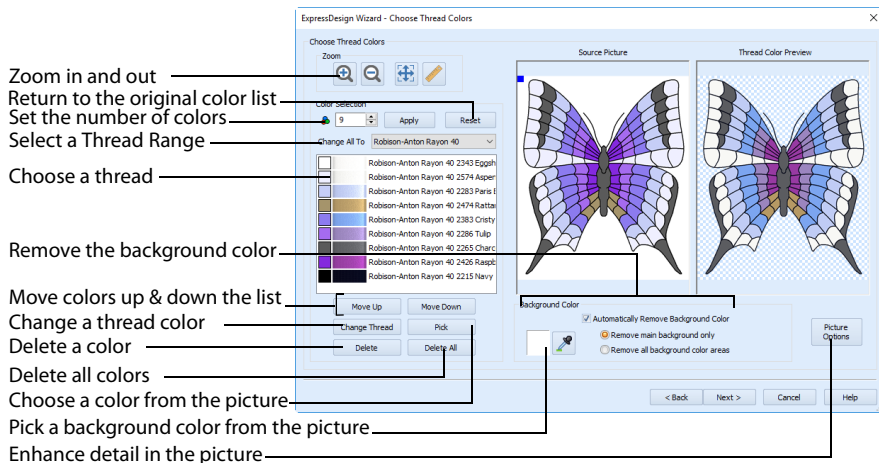 ExpressDesign Wizard - Choose Thread Colors
Choose Thread Colors
Zoom
Source Picture
Thread Color Preview
Zoom in and out
Return to the original color list
Color Selection
Set the number of colors
9
Apply
Reset
Select a Thread Range
Change All To
Robison-Anton Rayon 40
Robison-Anton Rayon 40 2343 Eggsh
Choose a thread
Robison-Anton Rayon 40 2574 Asper
Robison-Anton Rayon 40 2283 Paris B
Robison-Anton Rayon 40 2474 Rattar
Robison-Anton Rayon 40 2383 Cristy
Robison-Anton Rayon 40 2286 Tulip
Remove the background color
Robison-Anton Rayon 40 2265 Charc
Robison-Anton Rayon 40 2426 Raspb
Robison-Anton Rayon 40 2215 Navy
Move colors up & down the list
Move Up
Move Down
Background Color
Automatically Remove Background Color
Change a thread color
Change Thread
Pick
Remove main background only
Picture
Options
Delete a color
Delete
Delete All
Remove all background color areas
Delete all colors
Choose a color from the picture
< Back
Next >
Cancel
Help
Pick a background color from the picture
Enhance detail in the picture